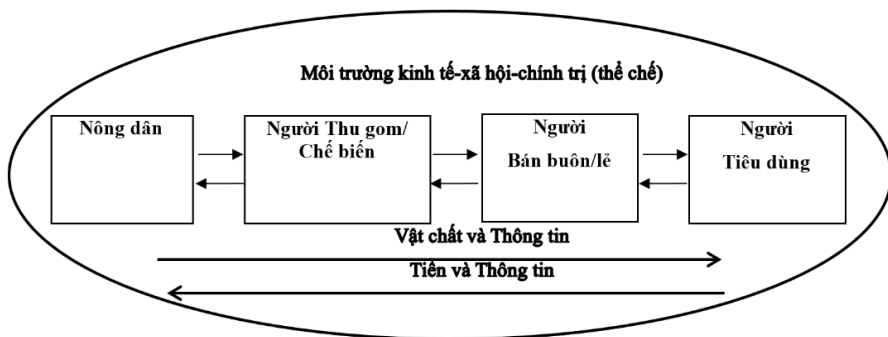 Môi trường kinh tế-xã hội-chính trị (thể chế)
Nông dân
Người Thu gom/
Chế biến
Người
Bán buôn/lẻ
Người
Tiêu dùng
Vật chất và Thông tin
Tiền và Thông tin